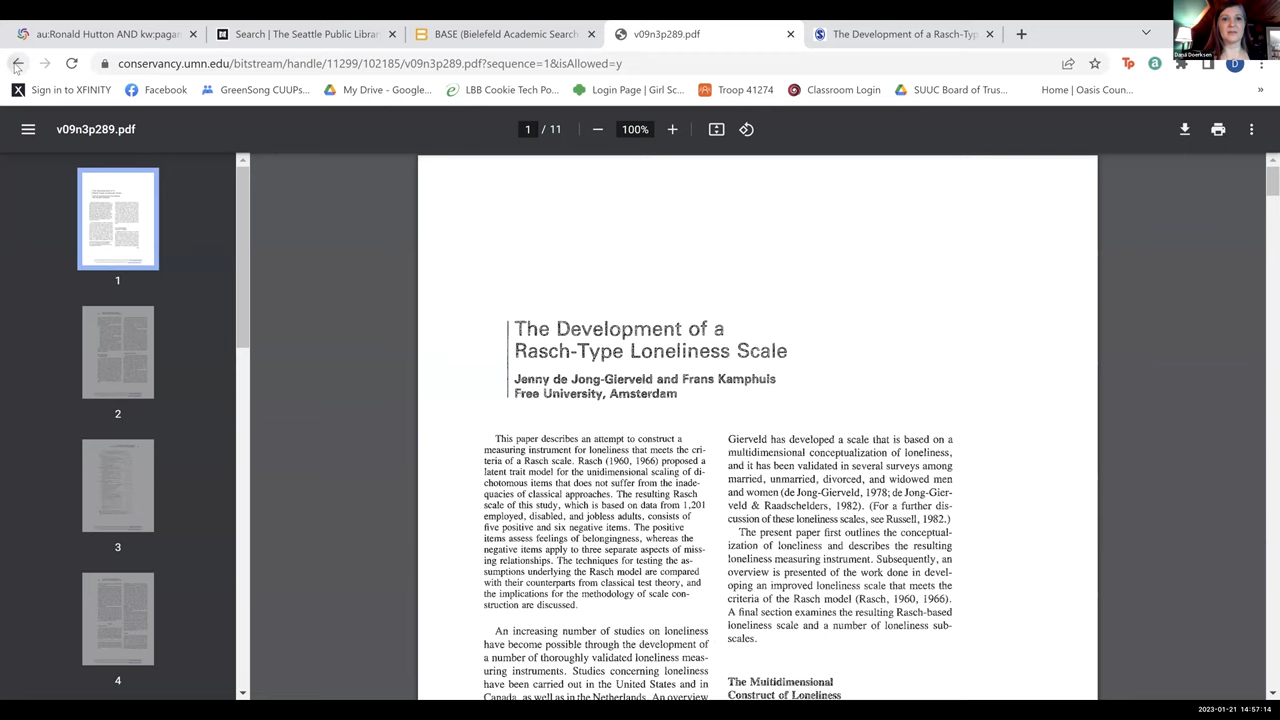 au:Ronald Hutton AND kw:pagan
Search | The Seattle Public Librar
BASE (Bielefeld Academic Search
v09n3p289.pdf
The Development of a Rasch-Typ
conservancy.umn.edu/bitstream/handle/11299/102185/v09n3p289.pdf?sequence=1&isAllowed=y
Sign in to XFINITY
Facebook
GreenSong CUUPs...
My Drive - Google...
LBB Cookie Tech Po...
Login Page | Girl Sc...
Troop 41274
Classroom Login
SUUC Board of Trus...
Home | Oasis Coun...
»
Dana Doerksen
v09n3p289.pdf
1 / 11
100%
1
2
3
4
The Development of a
Rasch-Type Loneliness Scale
Jenny de Jong-Gierveld and Frans Kamphuis
Free University, Amsterdam
This paper describes an attempt to construct a
measuring instrument for loneliness that meets the cri-
teria of a Rasch scale. Rasch (1960, 1966) proposed a
latent trait model for the unidimensional scaling of di-
chotomous items that does not suffer from the inade-
quacies of classical approaches. The resulting Rasch
scale of this study, which is based on data from 1,201
employed, disabled, and jobless adults, consists of
five positive and six negative items. The positive
items assess feelings of belongingness, whereas the
negative items apply to three separate aspects of miss-
ing relationships. The techniques for testing the as-
sumptions underlying the Rasch model are compared
with their counterparts from classical test theory, and
the implications for the methodology of scale con-
struction are discussed.
An increasing number of studies on loneliness
have become possible through the development of
a number of thoroughly validated loneliness meas-
uring instruments. Studies concerning loneliness
have been carried out in the United States and in
Canada, as well as in the Netherlands. An overview
Gierveld has developed a scale that is based on a
multidimensional conceptualization of loneliness,
and it has been validated in several surveys among
married, unmarried, divorced, and widowed men
and women (de Jong-Gierveld, 1978; de Jong-Gier-
veld & Raadschelders, 1982). (For a further dis-
cussion of these loneliness scales, see Russell, 1982.)
The present paper first outlines the conceptual-
ization of loneliness and describes the resulting
loneliness measuring instrument. Subsequently, an
overview is presented of the work done in devel-
oping an improved loneliness scale that meets the
criteria of the Rasch model (Rasch, 1960, 1966).
A final section examines the resulting Rasch-based
loneliness scale and a number of loneliness sub-
scales.
The Multidimensional
Construct of Loneliness
2023-01-21 14:57:14